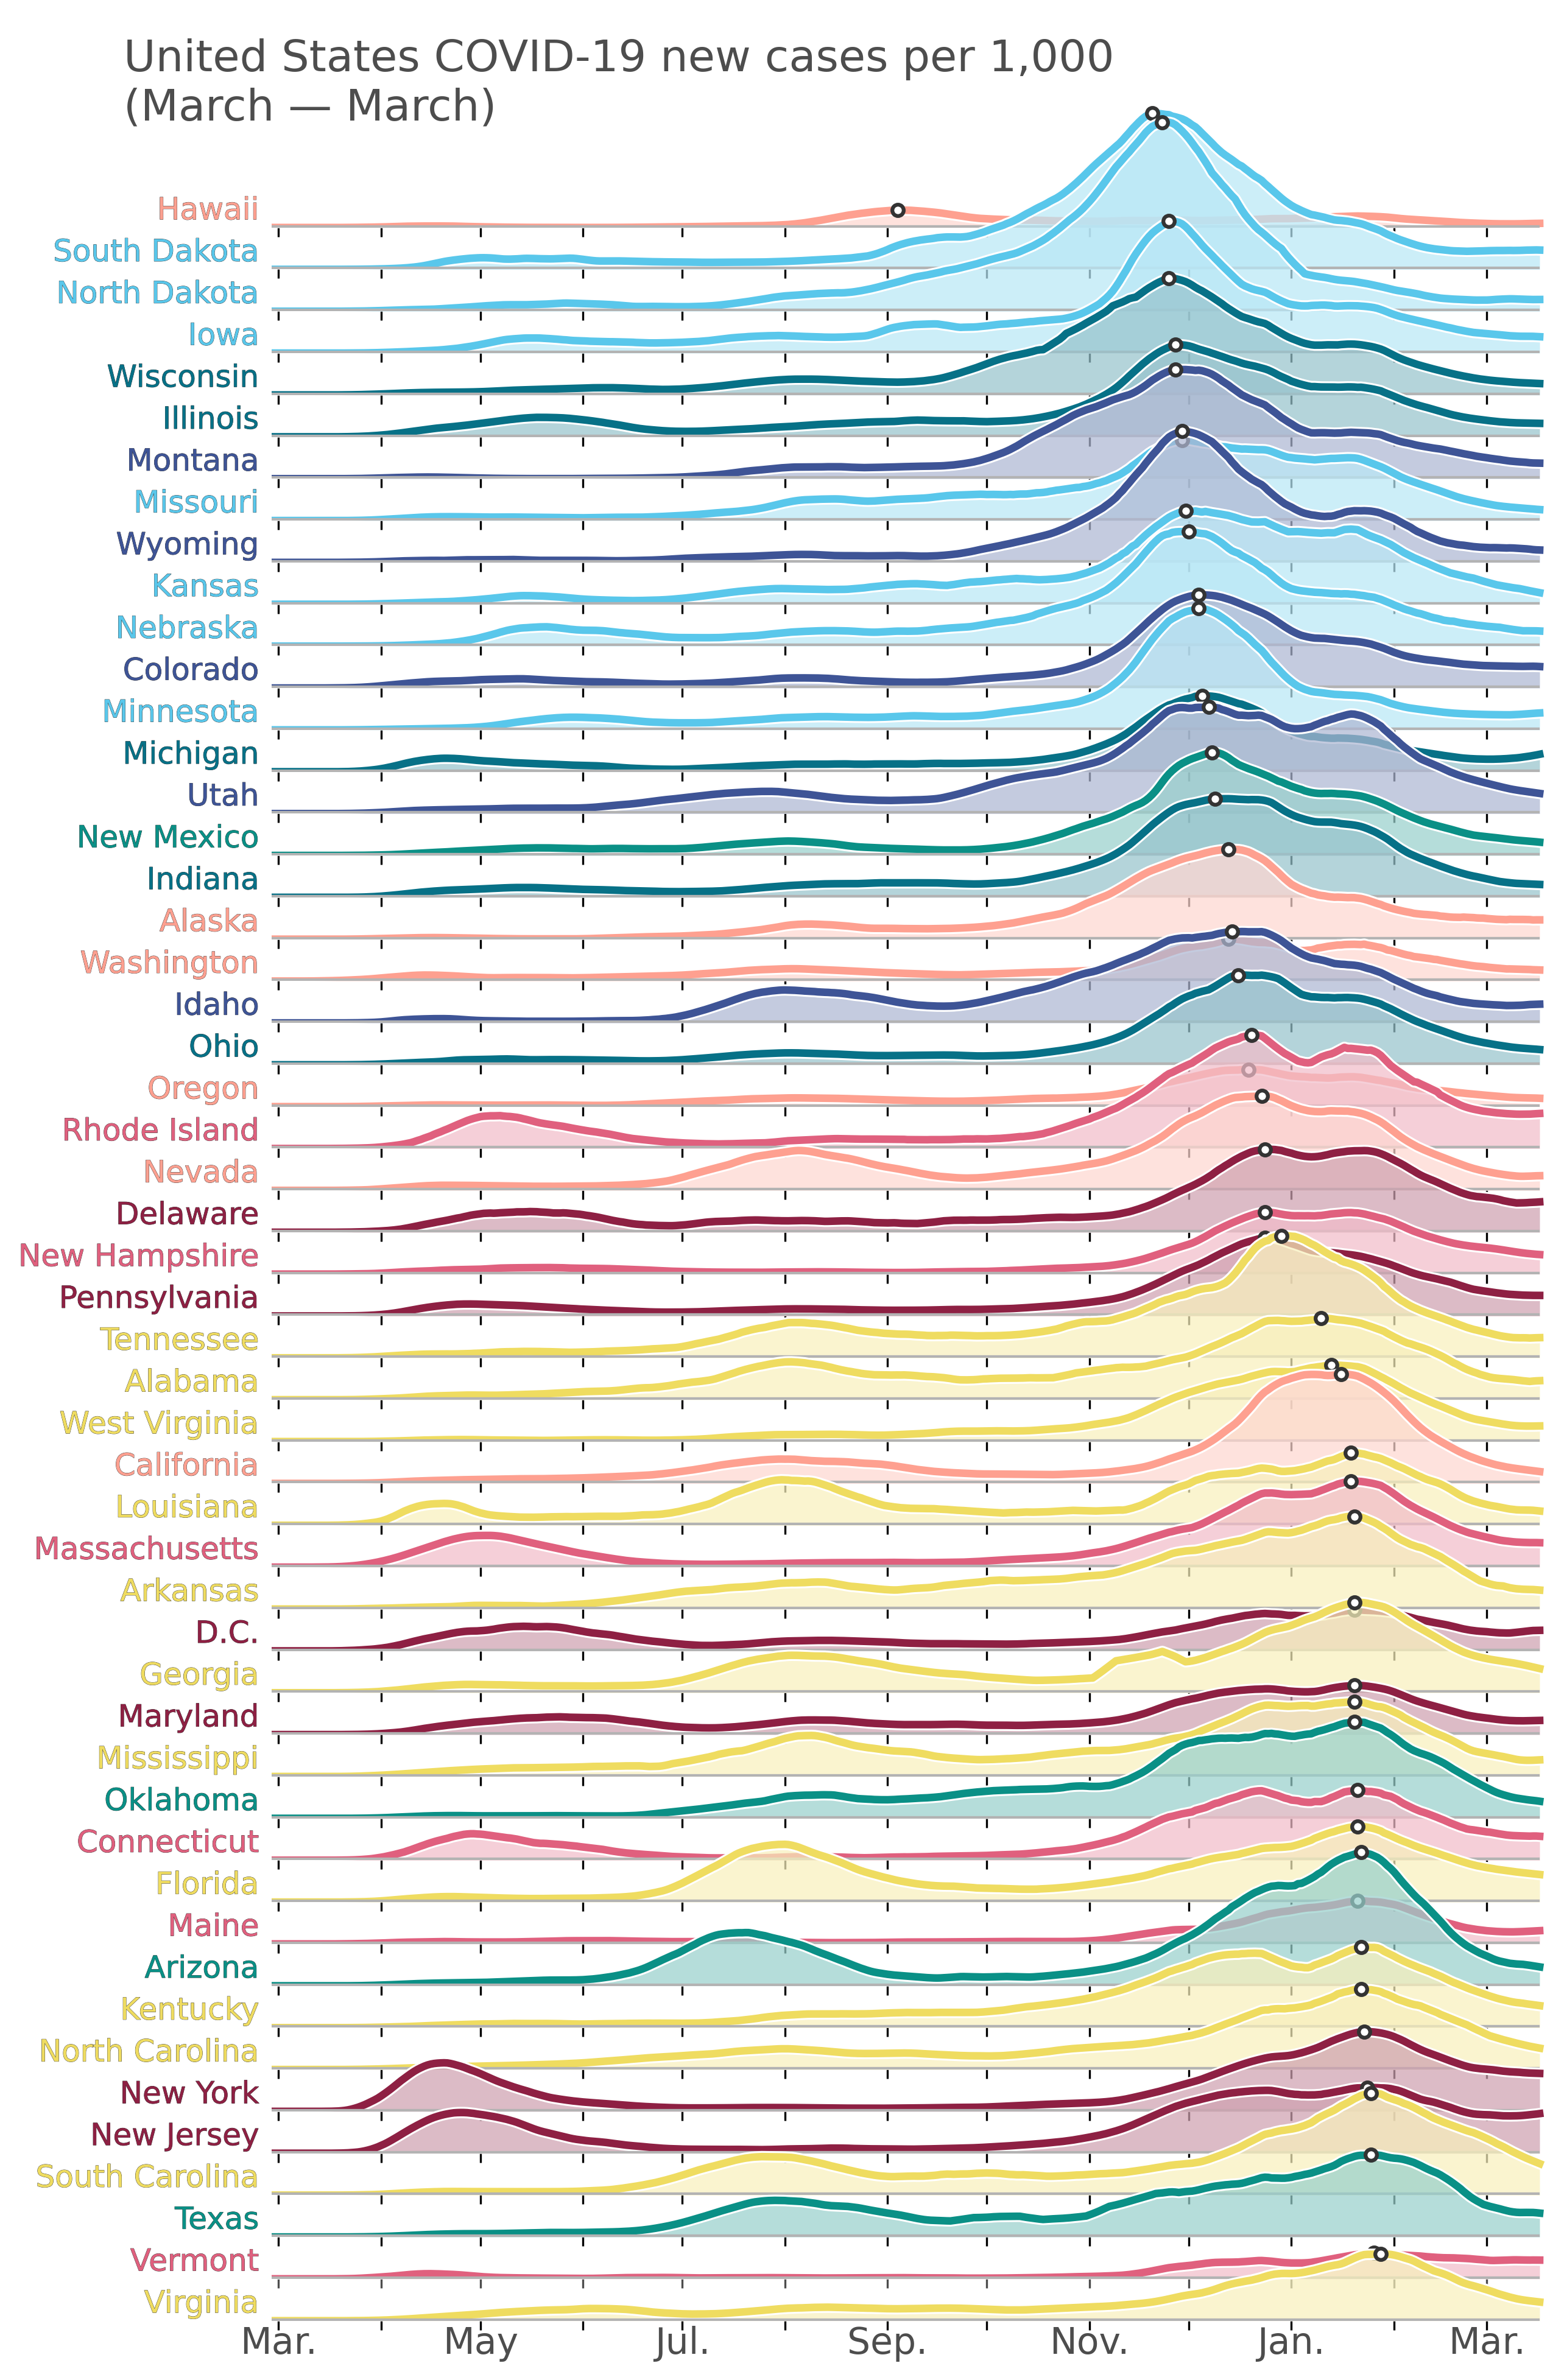 United States COVID-19 new cases per 1,000
(March — March)
Hawaii
South Dakota
North Dakota
Iowa
Wisconsin
Illinois
Montana
Missouri
Wyoming
Kansas
Nebraska
Colorado
Minnesota
Michigan
Utah
New Mexico
Indiana
Alaska
Washington
Idaho
Ohio
Oregon
Rhode Island
Nevada
Delaware
New Hampshire
Pennsylvania
Tennessee
Alabama
West Virginia
California
Louisiana
Massachusetts
Arkansas
D.C.
Georgia
Maryland
Mississippi
Oklahoma
Connecticut
Florida
Maine
Arizona
Kentucky
North Carolina
New York
New Jersey
South Carolina
Texas
Vermont
Virginia
Mar. May Jul. Sep. Nov. Jan. Mar.